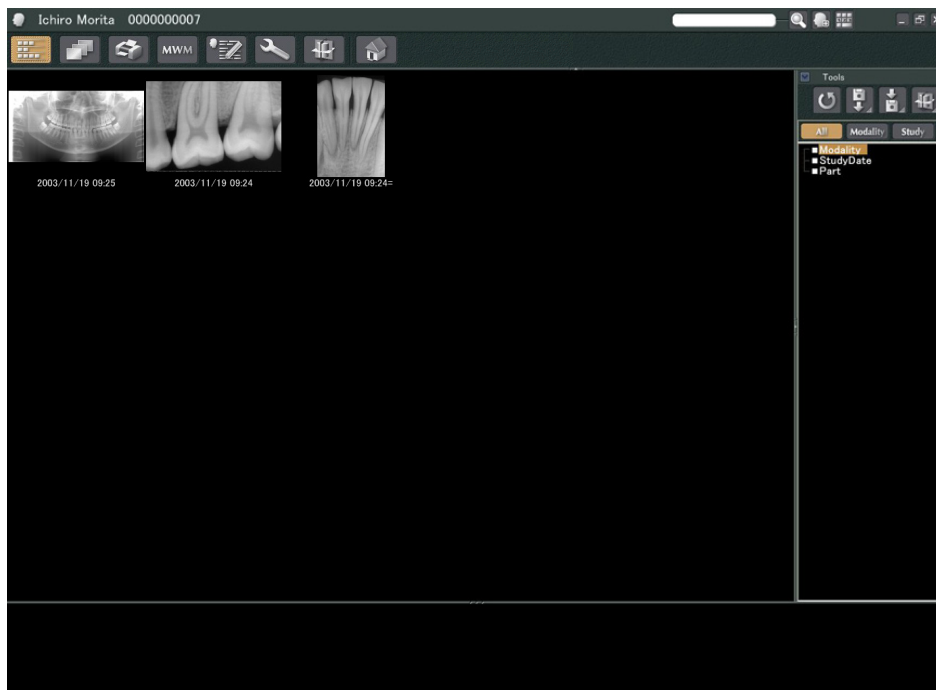 Ichiro Morita 0000000007
MWM
Tools
All Modality Study
Modality
StudyDate
Part
2003/11/19 09:25
2003/11/19 09:24
2003/11/19 09:24=